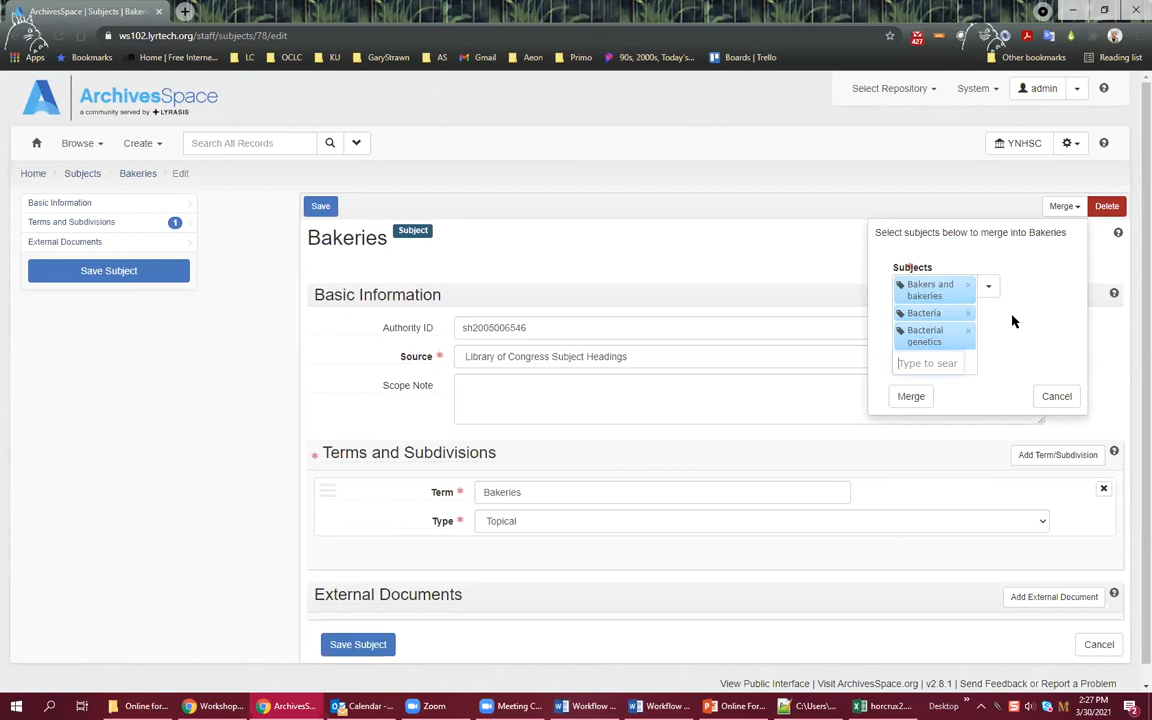 ArchivesSpace | Subjects | Bakeri
ws102.lyrtech.org/staff/subjects/78/edit
427
Apps Bookmarks Home | Free Interne... LC OCLC KU GaryStrawn AS Gmail Aeon Primo 90s, 2000s, Today's... Boards | Trello Other bookmarks Reading list
ArchivesSpace
a community served by LYRASIS
Select Repository System admin
Browse Create Search All Records YNHSC
Home Subjects Bakeries Edit
Basic Information
Terms and Subdivisions 1
External Documents
Save Subject
Save Merge Delete
Bakeries Subject
Select subjects below to merge into Bakeries
Subjects
Bakers and bakeries ×
Bacteria ×
Bacterial genetics ×
Type to sear
Merge Cancel
Basic Information
Authority ID sh2005006546
Source * Library of Congress Subject Headings
Scope Note
* Terms and Subdivisions Add Term/Subdivision
Term * Bakeries
Type * Topical
External Documents Add External Document
Save Subject Cancel
View Public Interface | Visit ArchivesSpace.org | v2.8.1 | Send Feedback or Report a Problem
Online for... Workshop... ArchivesS... Calendar -... Zoom Meeting C... Workflow ... Workflow ... Online For... C:\Users\... horcrux2.... Desktop 2:27 PM
3/30/2021